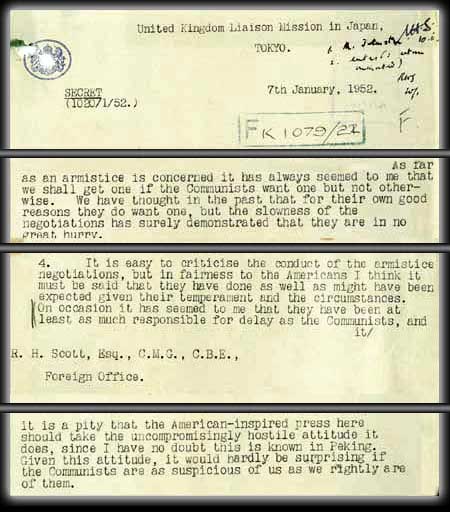 United Kingdom Liaison Mission in Japan,
TOKYO.
SECRET
(1020/1/52.)
7th January, 1952.
F K 1079/22
F
As far
as an armistice is concerned it has always seemed to me that
we shall get one if the Communists want one but not other-
wise. We have thought in the past that for their own good
reasons they do want one, but the slowness of the
negotiations has surely demonstrated that they are in no
great hurry.
4. It is easy to criticise the conduct of the armistice
negotiations, but in fairness to the Americans I think it
must be said that they have done as well as might have been
expected given their temperament and the circumstances.
On occasion it has seemed to me that they have been at
least as much responsible for delay as the Communists, and
it/
R. H. Scott, Esq., C.M.G., C.B.E.,
Foreign Office.
it is a pity that the American-inspired press here
should take the uncompromisingly hostile attitude it
does, since I have no doubt this is known in Peking.
Given this attitude, it would hardly be surprising if
the Communists are as suspicious of us as we rightly are
of them.